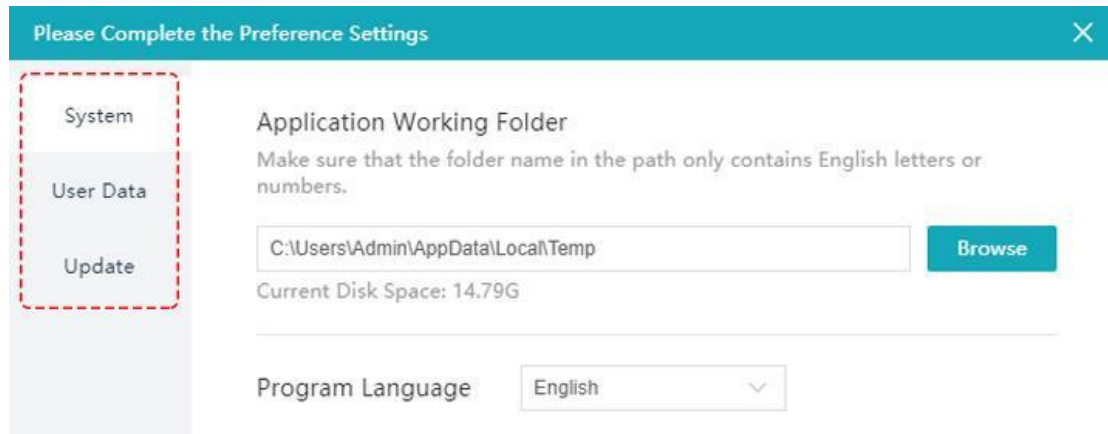 Please Complete the Preference Settings
System
User Data
Update
Application Working Folder
Make sure that the folder name in the path only contains English letters or
numbers.
C:\Users\Admin\AppData\Local\Temp
Browse
Current Disk Space: 14.79G
Program Language
English